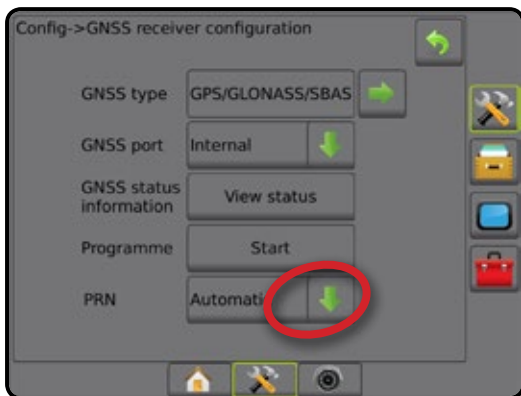 Config->GNSS receiver configuration
GNSS type GPS/GLONASS/SBAS
GNSS port Internal
GNSS status
information View status
Programme Start
PRN Automati